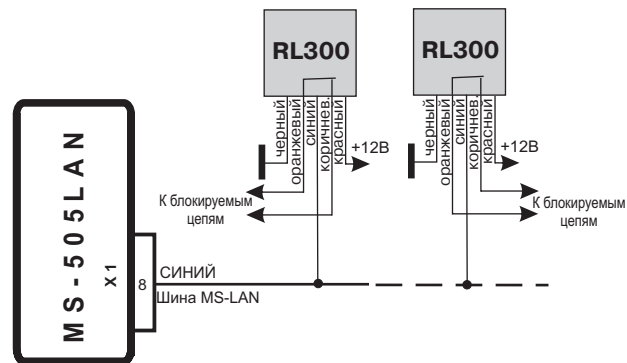 RL300
черный
оранжевый
синий
коричнев.
красный
+12В
К блокируемым
цепям
RL300
черный
оранжевый
синий
коричнев.
красный
+12В
К блокируемым
цепям
MS-505LAN
X1
8
СИНИЙ
Шина MS-LAN